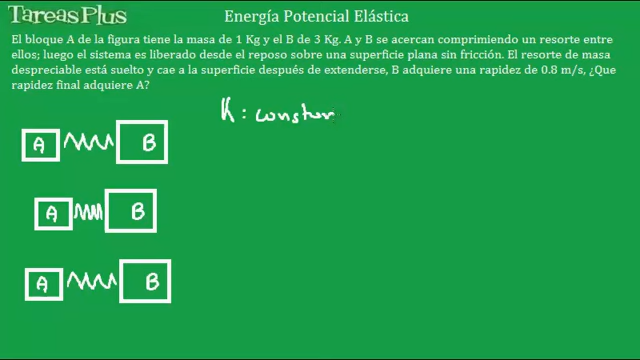 TareasPlus
Energía Potencial Elástica
El bloque A de la figura tiene la masa de 1 Kg y el B de 3 Kg. A y B se acercan comprimiendo un resorte entre
ellos; luego el sistema es liberado desde el reposo sobre una superficie plana sin fricción. El resorte de masa
despreciable está suelto y cae a la superficie después de extenderse, B adquiere una rapidez de 0.8 m/s, ¿Que
rapidez final adquiere A?
K: constan
A B
A B
A B